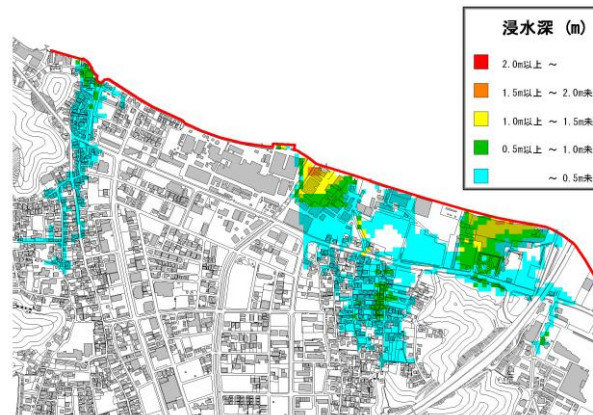 浸水深 (m)
2.0m以上 ～
1.5m以上 ～ 2.0m未
1.0m以上 ～ 1.5m未
0.5m以上 ～ 1.0m未
～ 0.5m未